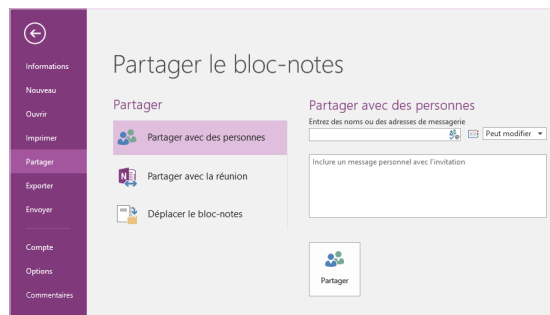 Informations
Nouveau
Ouvrir
Imprimer
Partager
Exporter
Envoyer
Compte
Options
Commentaires
Partager le bloc-notes
Partager
Partager avec des personnes
Partager avec la réunion
Déplacer le bloc-notes
Partager avec des personnes
Entrez des noms ou des adresses de messagerie
Peut modifier
Inclure un message personnel avec l'invitation
Partager